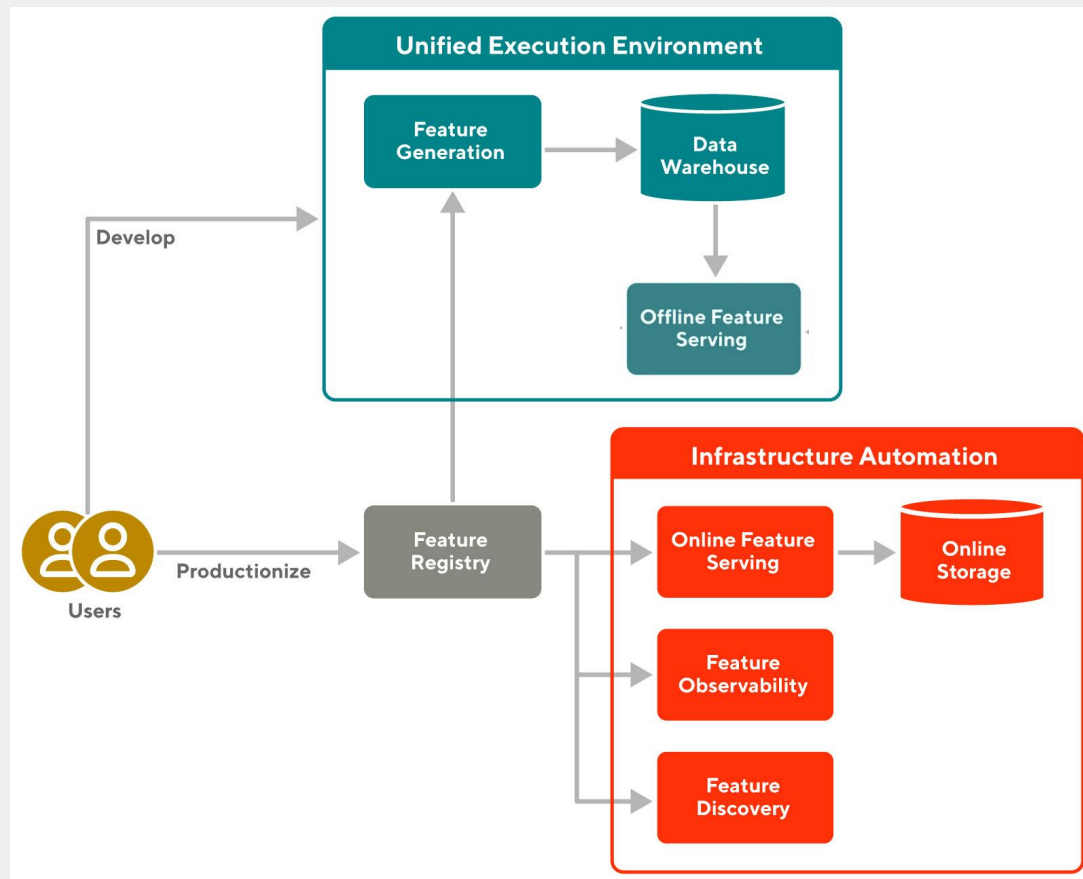 Unified Execution Environment
Feature
Generation
Data
Warehouse
Develop
Offline Feature
Serving
Infrastructure Automation
Users
Productionize
Feature
Registry
Online Feature
Serving
Online
Storage
Feature
Observability
Feature
Discovery